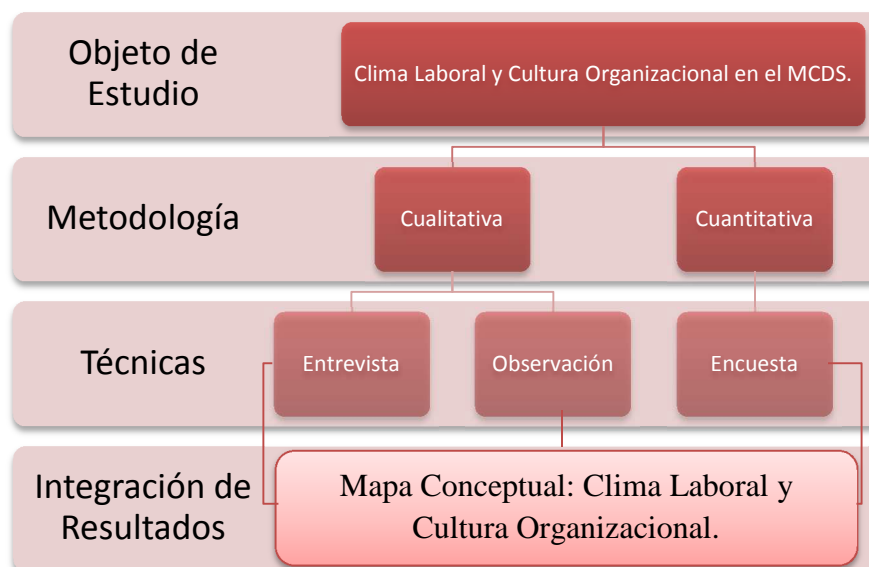 Objeto de
Estudio
Clima Laboral y Cultura Organizacional en el MCDS.
Metodología
Cualitativa
Cuantitativa
Técnicas
Entrevista
Observación
Encuesta
Integración de
Resultados
Mapa Conceptual: Clima Laboral y
Cultura Organizacional.